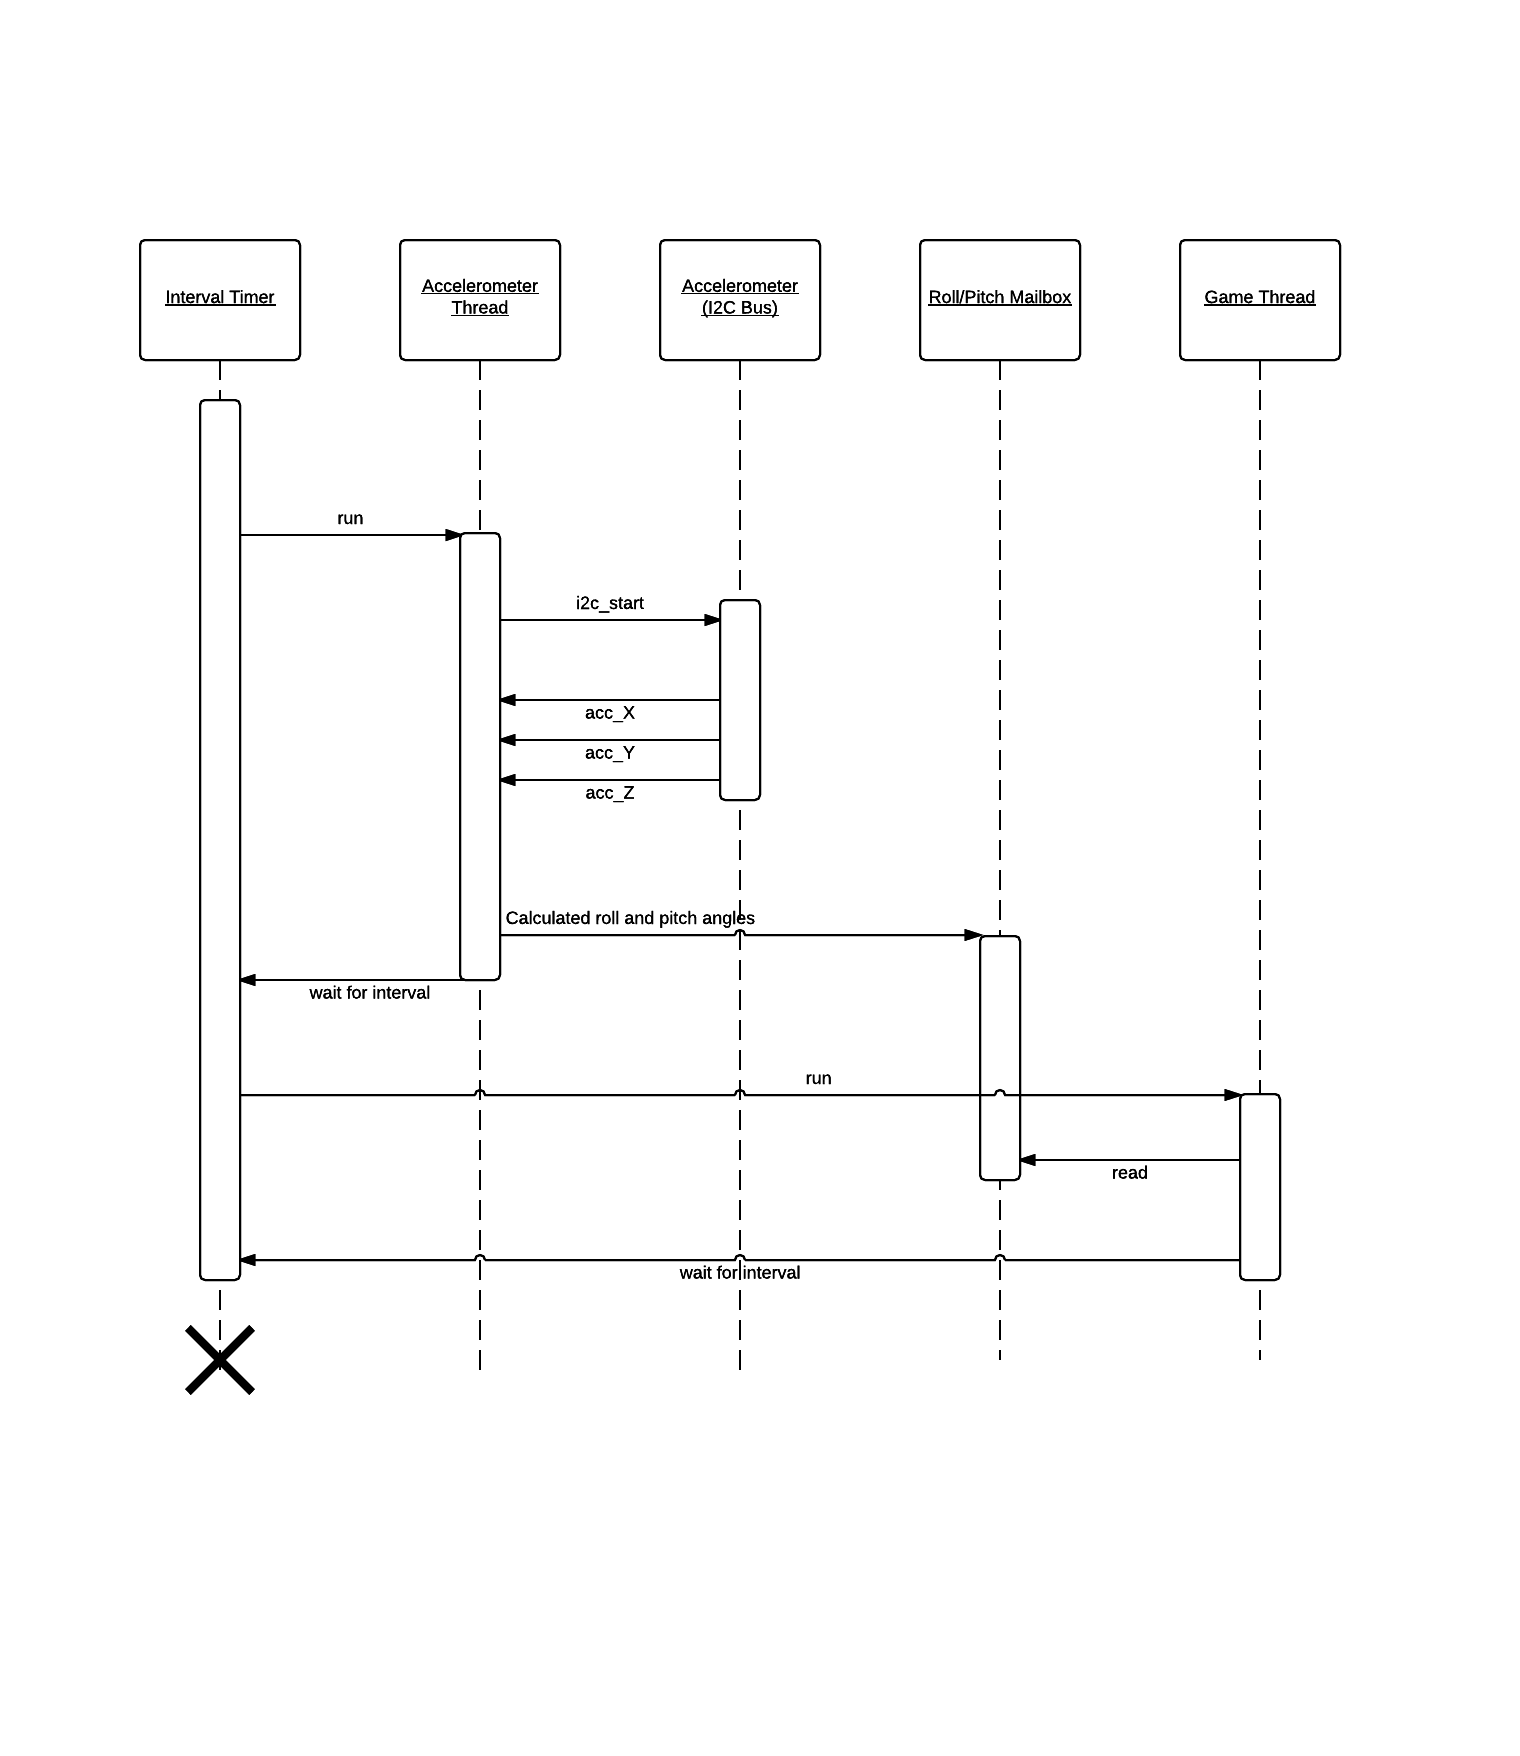 Interval Timer
Accelerometer
Thread
Accelerometer
(I2C Bus)
Roll/Pitch Mailbox
Game Thread
run
i2c_start
acc_X
acc_Y
acc_Z
Calculated roll and pitch angles
wait for interval
run
read
wait for interval